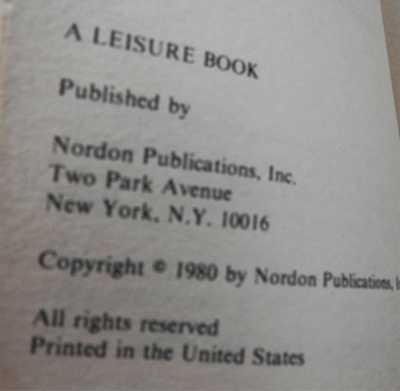 A LEISURE BOOK
Published by
Nordon Publications, Inc.
Two Park Avenue
New York, N.Y. 10016
Copyright © 1980 by Nordon Publications, I
All rights reserved
Printed in the United States